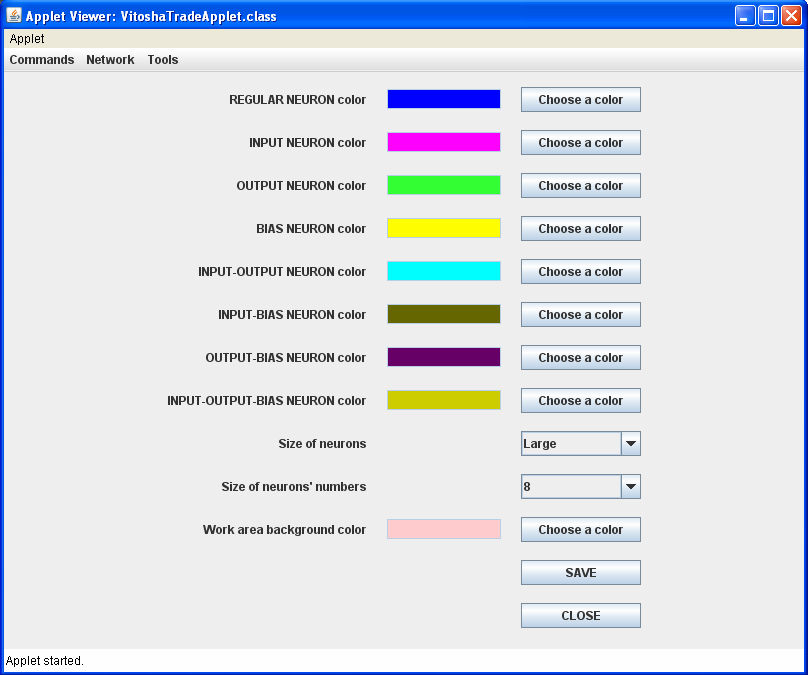 Applet Viewer: VitoshaTradeApplet.class
Applet
Commands Network Tools
REGULAR NEURON color Choose a color
INPUT NEURON color Choose a color
OUTPUT NEURON color Choose a color
BIAS NEURON color Choose a color
INPUT-OUTPUT NEURON color Choose a color
INPUT-BIAS NEURON color Choose a color
OUTPUT-BIAS NEURON color Choose a color
INPUT-OUTPUT-BIAS NEURON color Choose a color
Size of neurons Large
Size of neurons' numbers 8
Work area background color Choose a color
SAVE
CLOSE
Applet started.